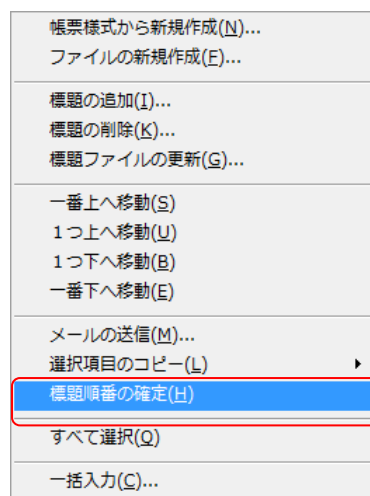 帳票様式から新規作成(N)...
ファイルの新規作成(F)...
標題の追加(I)...
標題の削除(K)...
標題ファイルの更新(G)...
一番上へ移動(S)
１つ上へ移動(U)
１つ下へ移動(B)
一番下へ移動(E)
メールの送信(M)...
選択項目のコピー(L)
標題順番の確定(H)
すべて選択(Q)
一括入力(C)...